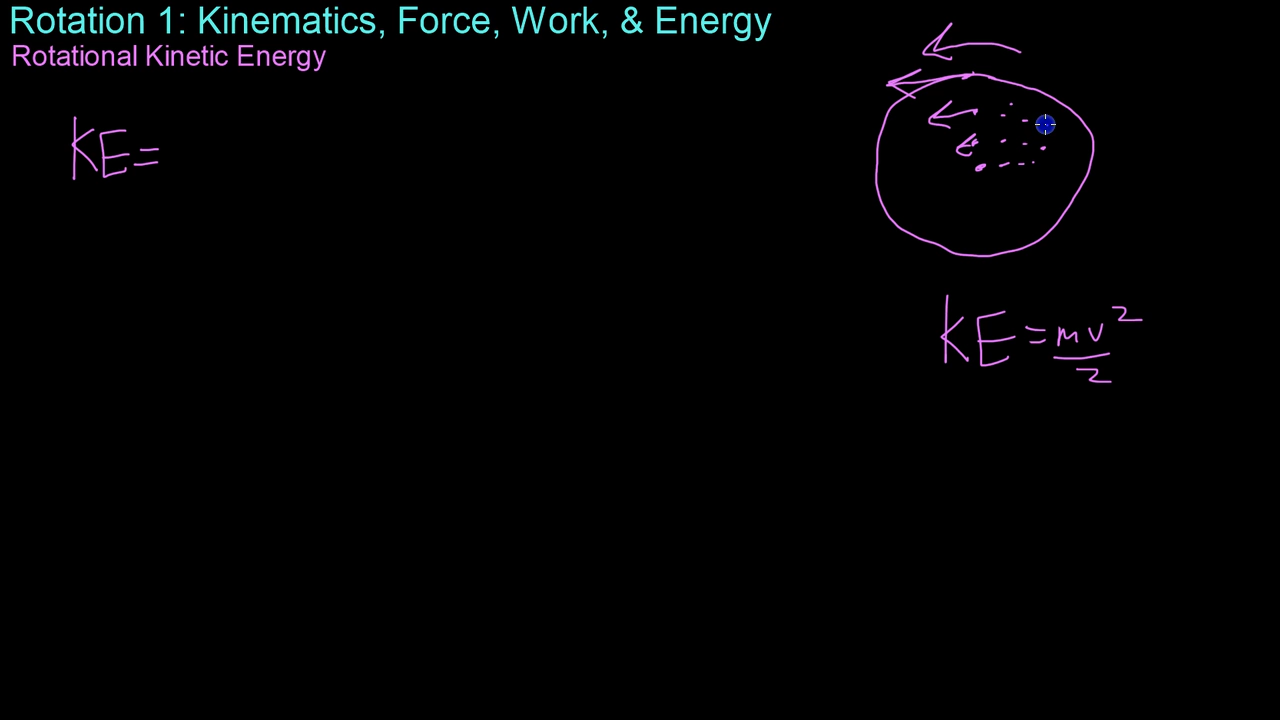 Rotation 1: Kinematics, Force, Work, & Energy
Rotational Kinetic Energy
KE=
KE=mv²
2